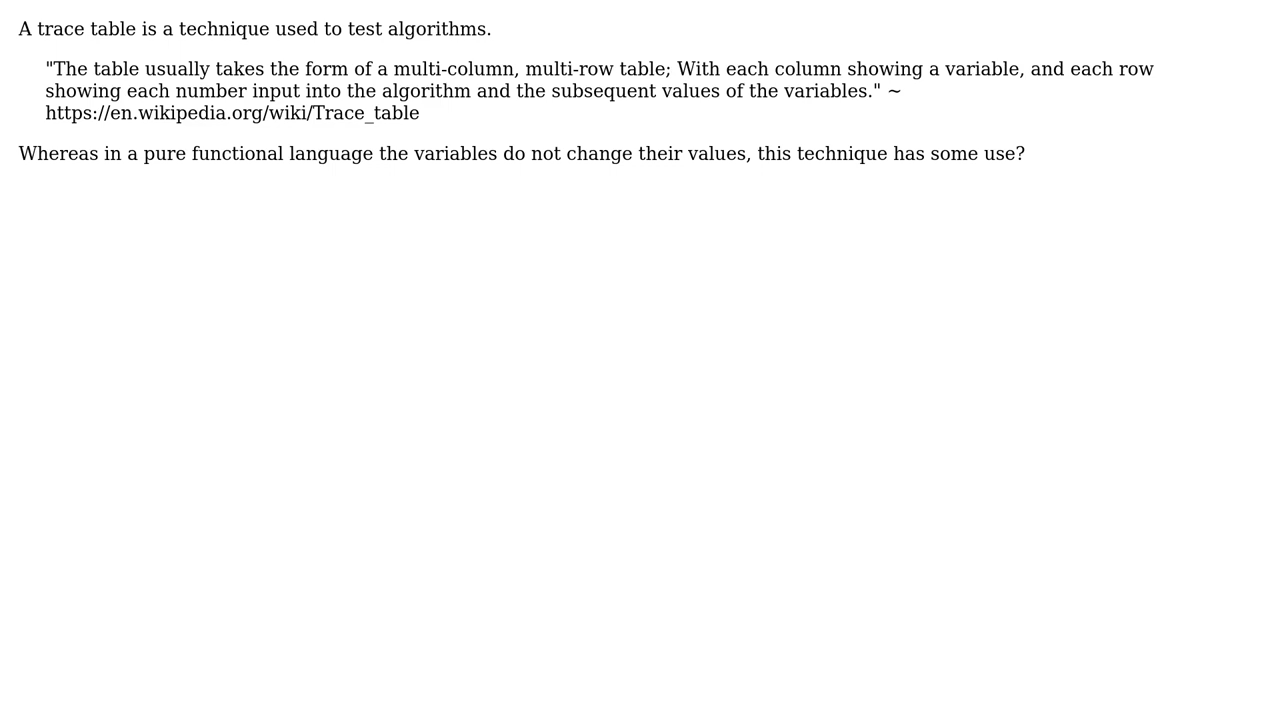 A trace table is a technique used to test algorithms.
"The table usually takes the form of a multi-column, multi-row table; With each column showing a variable, and each row
showing each number input into the algorithm and the subsequent values of the variables." ~
https://en.wikipedia.org/wiki/Trace_table
Whereas in a pure functional language the variables do not change their values, this technique has some use?